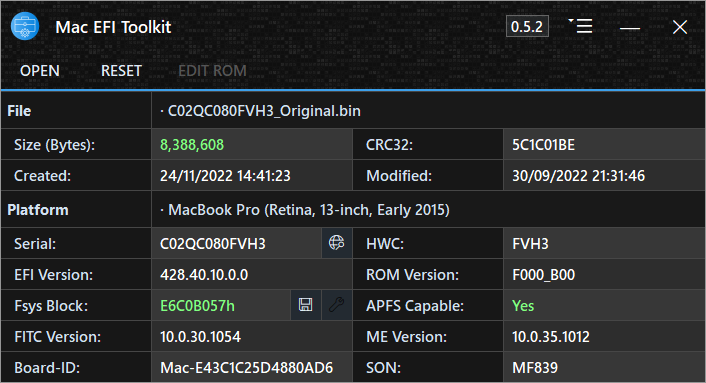 Mac EFI Toolkit 0.5.2
OPEN RESET EDIT ROM
File · C02QC080FVH3_Original.bin
Size (Bytes): 8,388,608 CRC32: 5C1C01BE
Created: 24/11/2022 14:41:23 Modified: 30/09/2022 21:31:46
Platform · MacBook Pro (Retina, 13-inch, Early 2015)
Serial: C02QC080FVH3 HWC: FVH3
EFI Version: 428.40.10.0.0 ROM Version: F000_B00
Fsys Block: E6C0B057h APFS Capable: Yes
FITC Version: 10.0.30.1054 ME Version: 10.0.35.1012
Board-ID: Mac-E43C1C25D4880AD6 SON: MF839